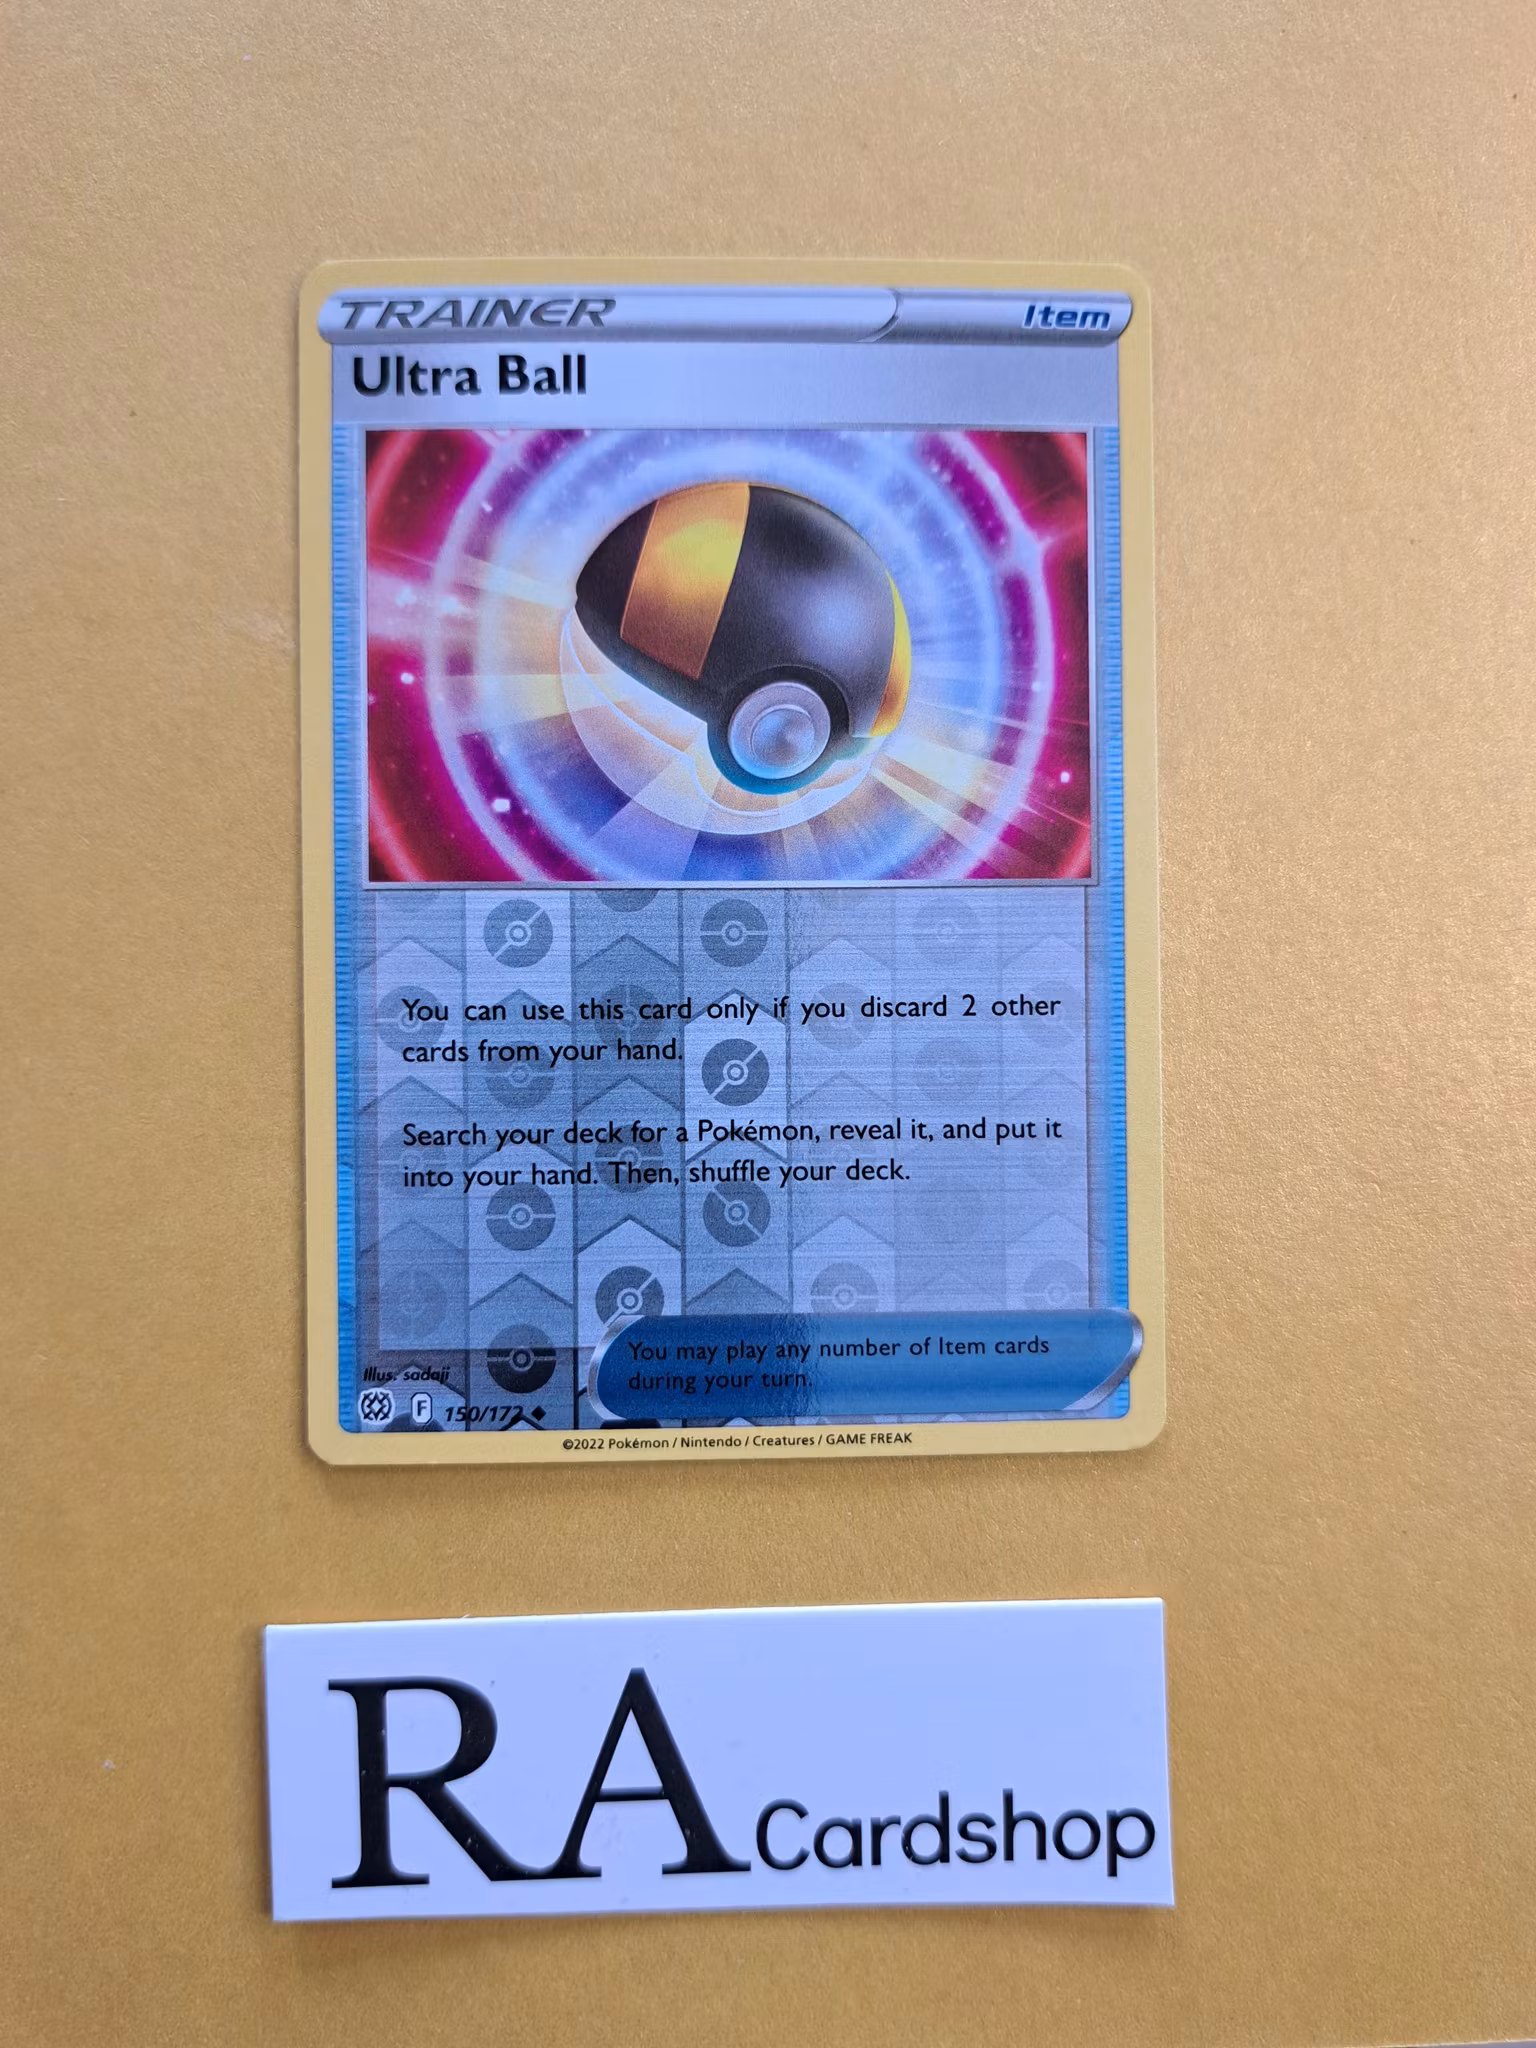 TRAINER
Item
Ultra Ball
You can use this card only if you discard 2 other
cards from your hand.
Search your deck for a Pokémon, reveal it, and put it
into your hand. Then, shuffle your deck.
You may play any number of Item cards
during your turn.
Illus. sadaji
F 150/172
©2022 Pokémon / Nintendo / Creatures / GAME FREAK
RA Cardshop